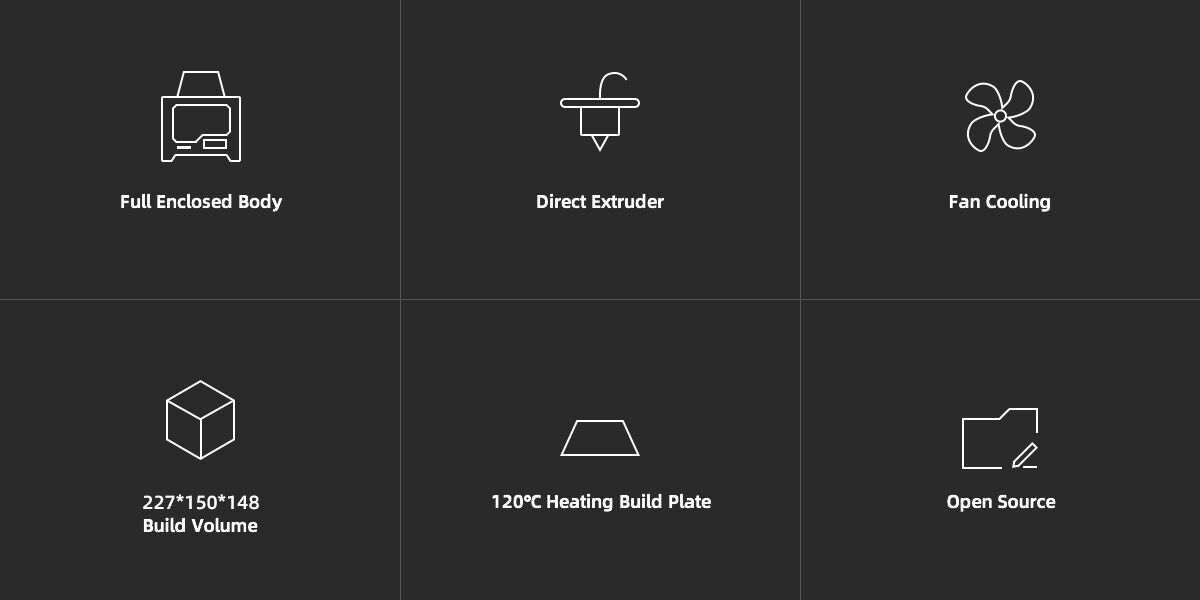 Full Enclosed Body
Direct Extruder
Fan Cooling
227*150*148
Build Volume
120℃ Heating Build Plate
Open Source